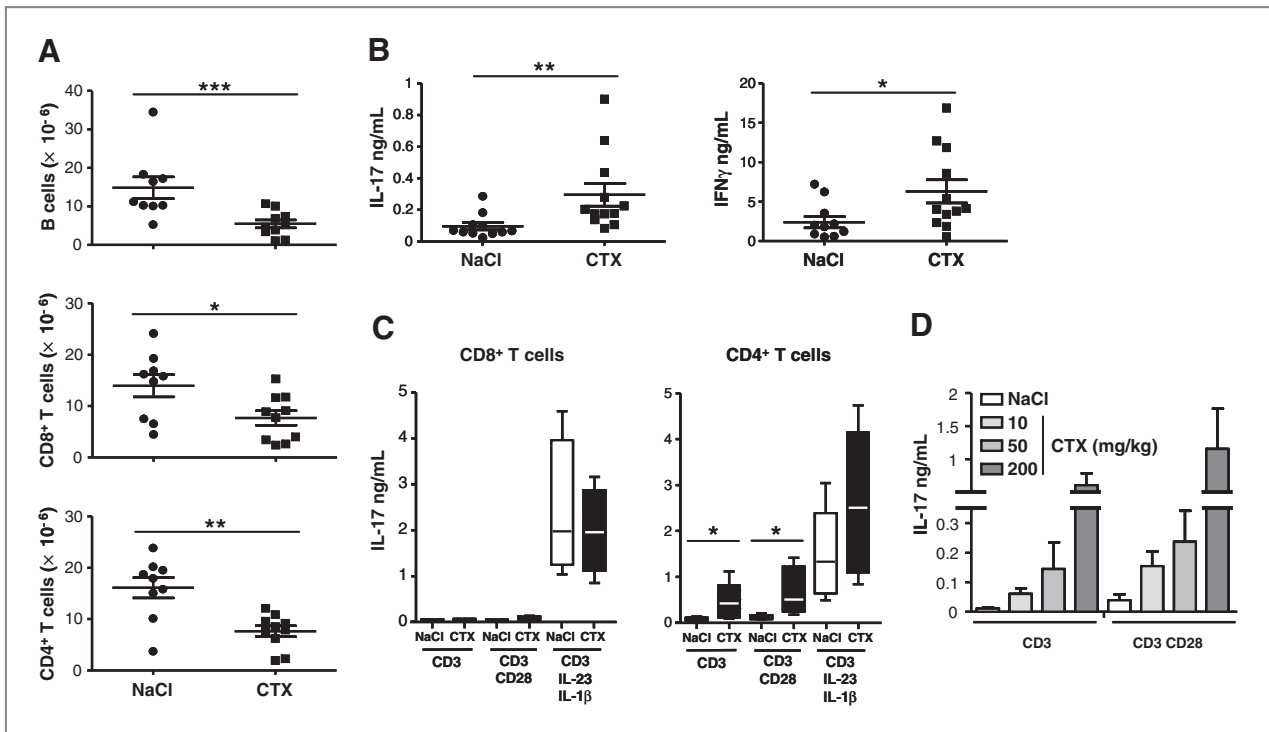 A
B cells (× 10⁻⁶)
40
30
20
10
0
***
CD8⁺ T cells (× 10⁻⁶)
30
20
10
0
*
CD4⁺ T cells (× 10⁻⁶)
30
20
10
0
**
NaCl CTX
B
IL-17 ng/mL
1
0.8
0.6
0.4
0.2
0
**
NaCl CTX
IFNγ ng/mL
20
15
10
5
0
*
NaCl CTX
C
CD8⁺ T cells
IL-17 ng/mL
5
4
3
2
1
0
NaCl CTX NaCl CTX NaCl CTX
CD3 CD3 CD3
CD28 IL-23
IL-1β
CD4⁺ T cells
5
4
3
2
1
0
* *
NaCl CTX NaCl CTX NaCl CTX
CD3 CD3 CD3
CD28 IL-23
IL-1β
D
IL-17 ng/mL
2
1.5
1
0.3
0.2
0.1
0
NaCl
10
50
200
CTX (mg/kg)
CD3 CD3 CD28